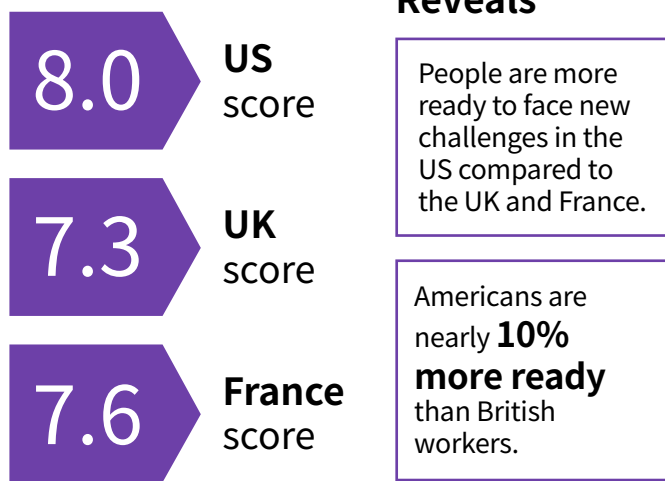 8.0
US
score
7.3
UK
score
7.6
France
score
Reveals
People are more
ready to face new
challenges in the
US compared to
the UK and France.
Americans are
nearly 10%
more ready
than British
workers.